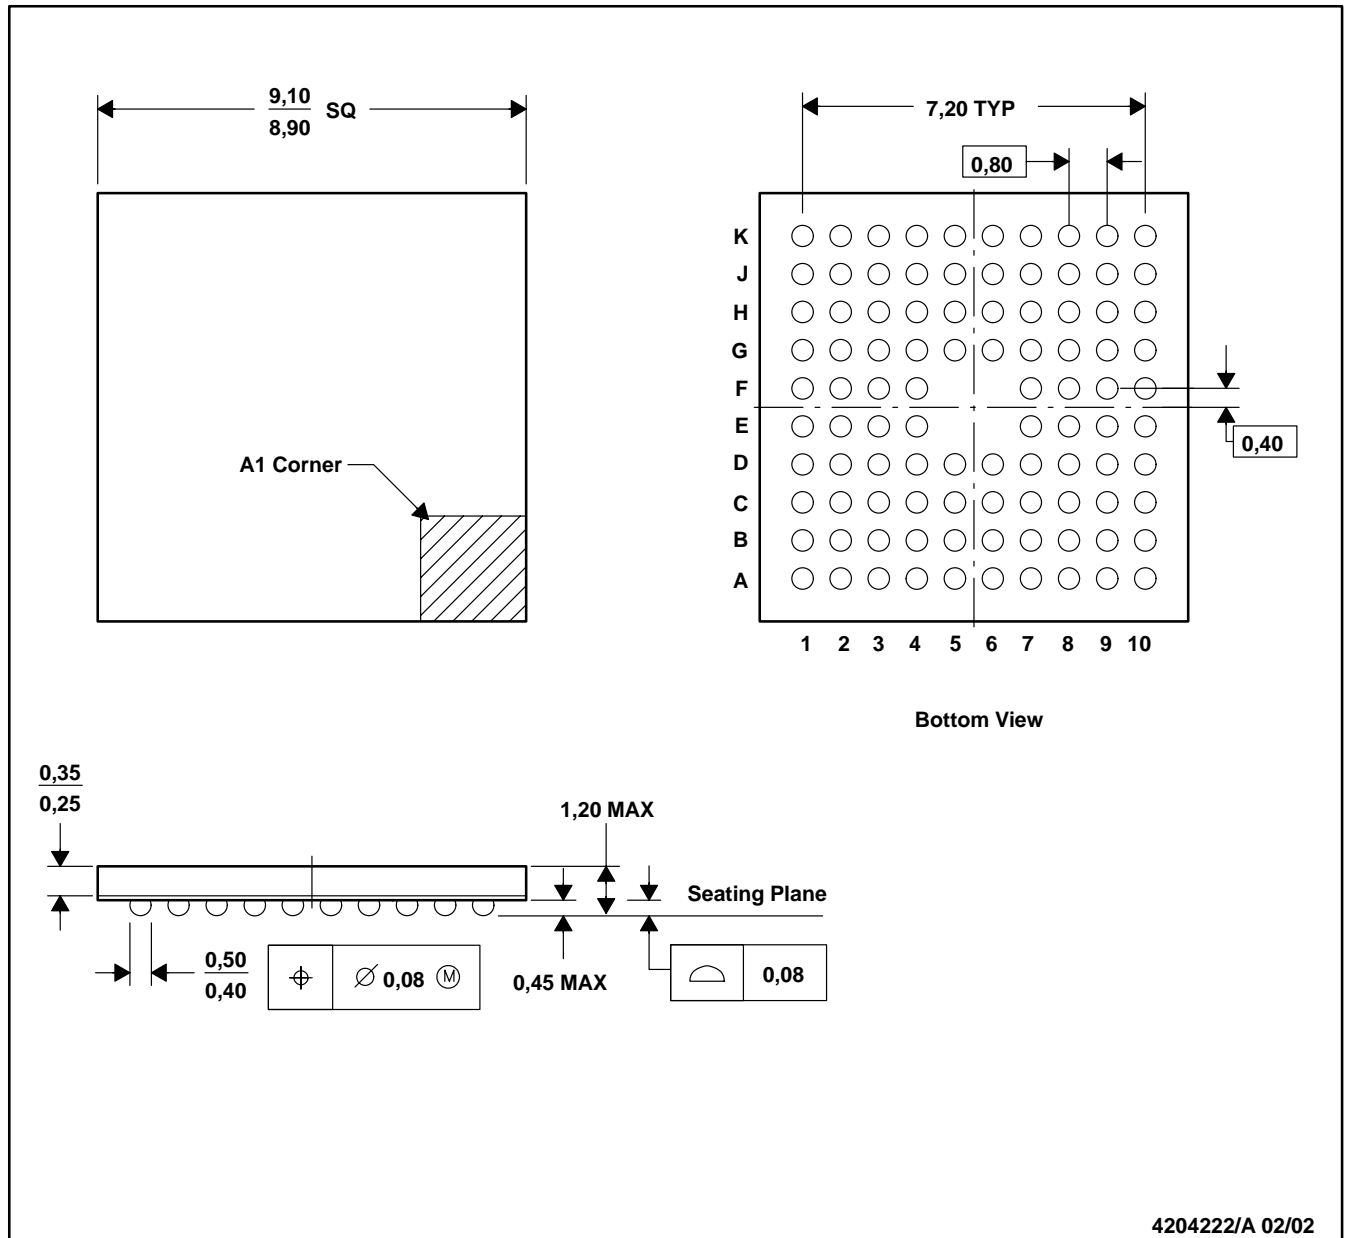 9,10
8,90
SQ
7,20 TYP
0,80
K
J
H
G
F
E
D
C
B
A
0,40
A1 Corner
1 2 3 4 5 6 7 8 9 10
Bottom View
0,35
0,25
1,20 MAX
Seating Plane
0,50
0,40
⌀ 0,08 Ⓜ
0,45 MAX
0,08
4204222/A 02/02